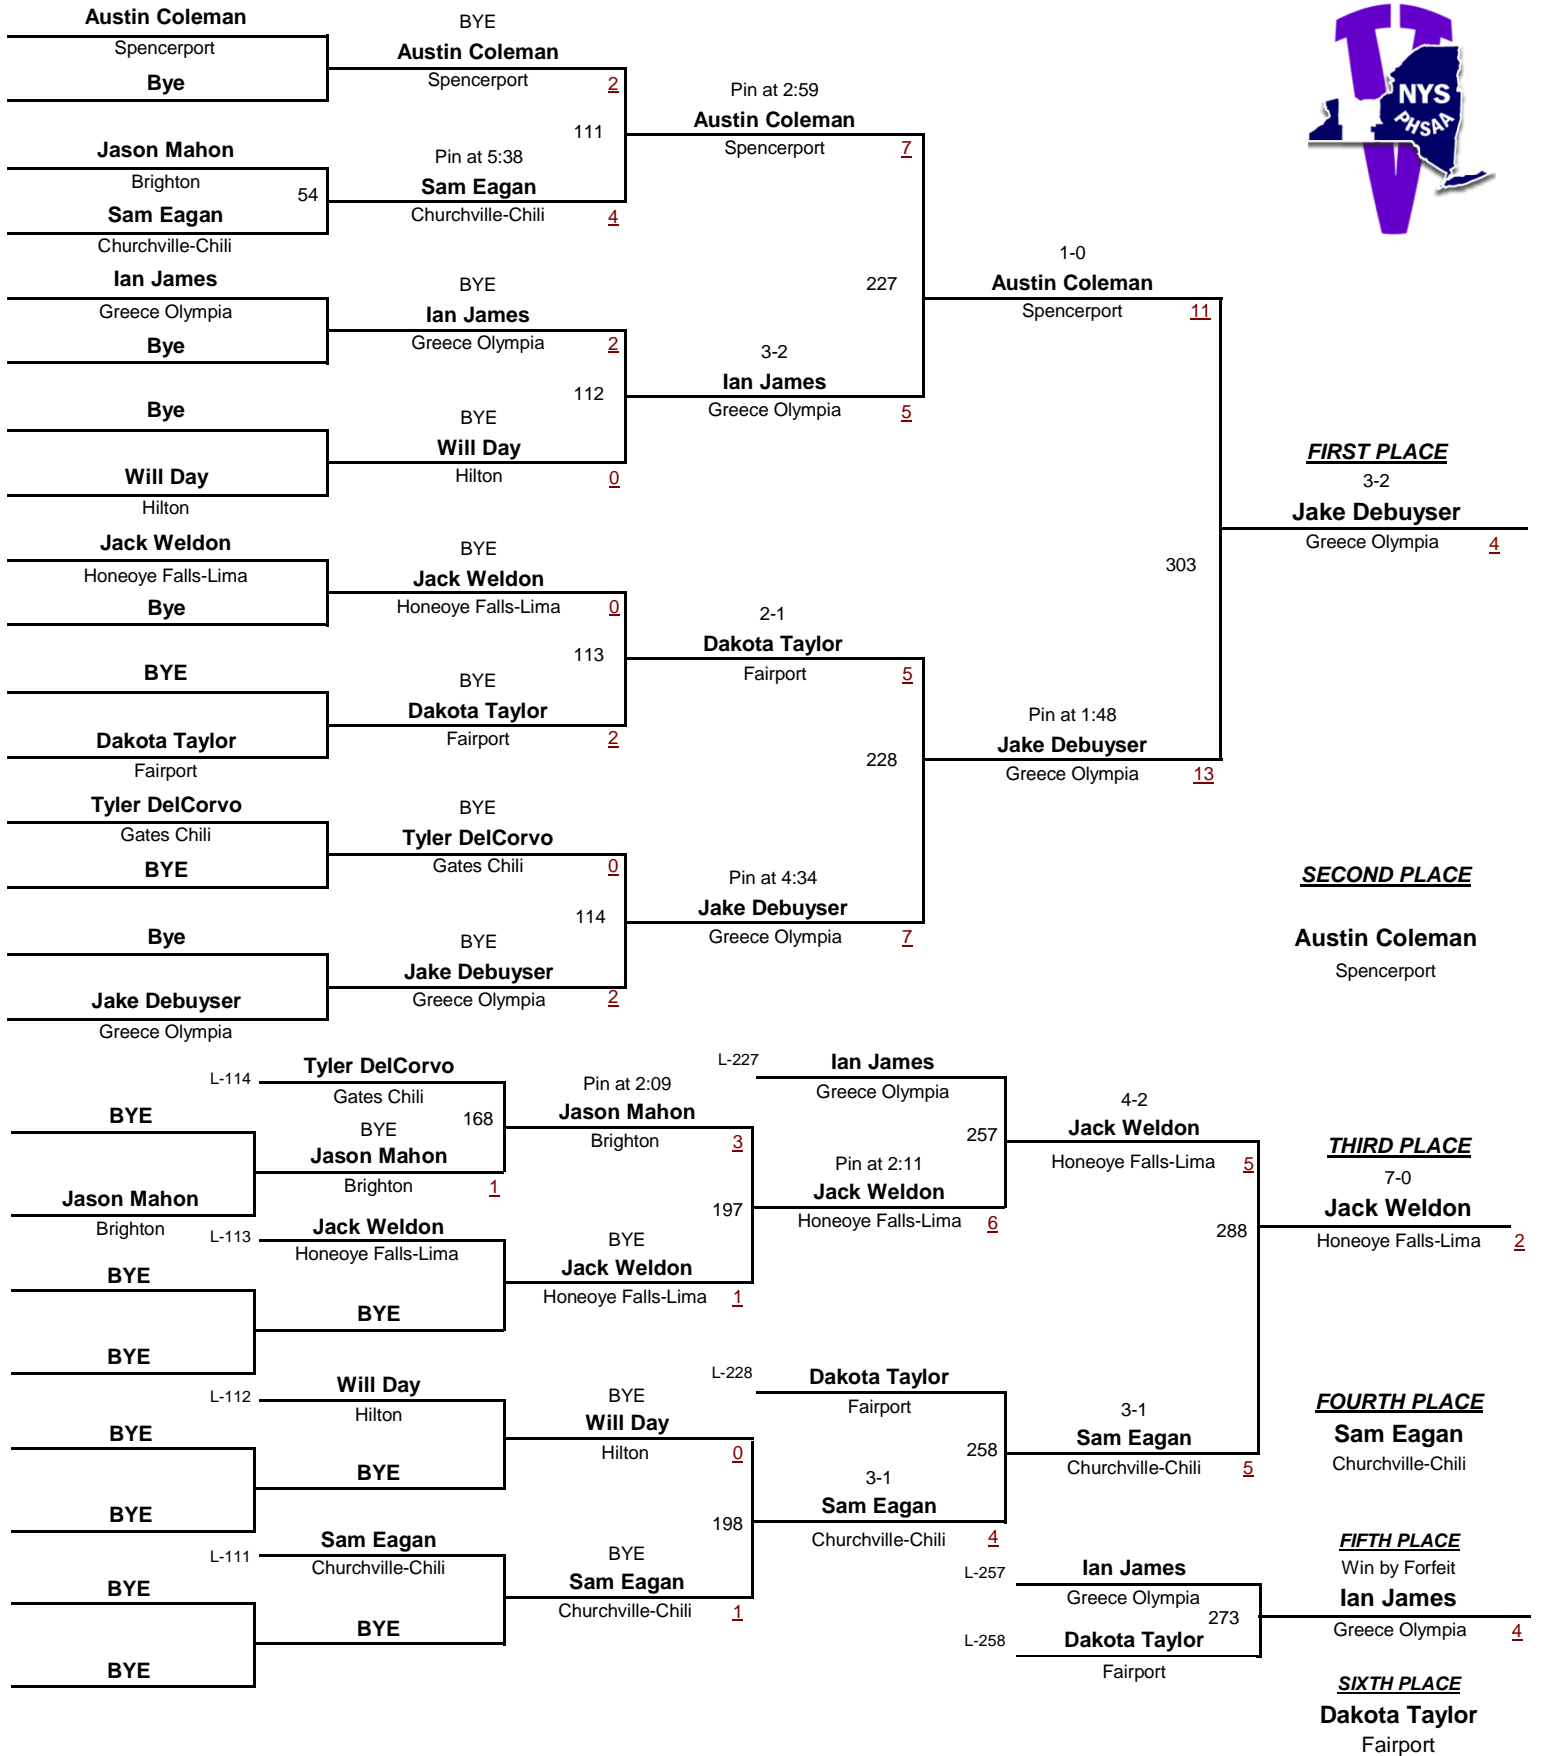 Austin Coleman
Spencerport
Bye
Jason Mahon
Brighton
54
Sam Eagan
Churchville-Chili
Ian James
Greece Olympia
Bye
Bye
Will Day
Hilton
Jack Weldon
Honeoye Falls-Lima
Bye
BYE
Dakota Taylor
Fairport
Tyler DelCorvo
Gates Chili
BYE
Bye
Jake Debuyser
Greece Olympia
BYE
Austin Coleman
Spencerport 2
111
Pin at 5:38
Sam Eagan
Churchville-Chili 4
BYE
Ian James
Greece Olympia 2
112
BYE
Will Day
Hilton 0
BYE
Jack Weldon
Honeoye Falls-Lima 0
113
BYE
Dakota Taylor
Fairport 2
BYE
Tyler DelCorvo
Gates Chili 0
114
BYE
Jake Debuyser
Greece Olympia 2
Pin at 2:59
Austin Coleman
Spencerport 7
227
3-2
Ian James
Greece Olympia 5
2-1
Dakota Taylor
Fairport 5
228
Pin at 4:34
Jake Debuyser
Greece Olympia 7
1-0
Austin Coleman
Spencerport 11
303
Pin at 1:48
Jake Debuyser
Greece Olympia 13
NYS
PHSAA
FIRST PLACE
3-2
Jake Debuyser
Greece Olympia 4
SECOND PLACE
Austin Coleman
Spencerport
BYE
Jason Mahon
Brighton
BYE
BYE
BYE
BYE
BYE
BYE
L-114
Tyler DelCorvo
Gates Chili
168
BYE
Jason Mahon
Brighton 1
L-113
Jack Weldon
Honeoye Falls-Lima
BYE
L-112
Will Day
Hilton
BYE
L-111
Sam Eagan
Churchville-Chili
BYE
Pin at 2:09
Jason Mahon
Brighton 3
197
BYE
Jack Weldon
Honeoye Falls-Lima 1
BYE
Will Day
Hilton 0
198
BYE
Sam Eagan
Churchville-Chili 1
L-227
Ian James
Greece Olympia
257
Pin at 2:11
Jack Weldon
Honeoye Falls-Lima 6
L-228
Dakota Taylor
Fairport
258
3-1
Sam Eagan
Churchville-Chili 4
4-2
Jack Weldon
Honeoye Falls-Lima 5
288
3-1
Sam Eagan
Churchville-Chili 5
L-257
Ian James
Greece Olympia
273
L-258
Dakota Taylor
Fairport
THIRD PLACE
7-0
Jack Weldon
Honeoye Falls-Lima 2
FOURTH PLACE
Sam Eagan
Churchville-Chili
FIFTH PLACE
Win by Forfeit
Ian James
Greece Olympia 4
SIXTH PLACE
Dakota Taylor
Fairport